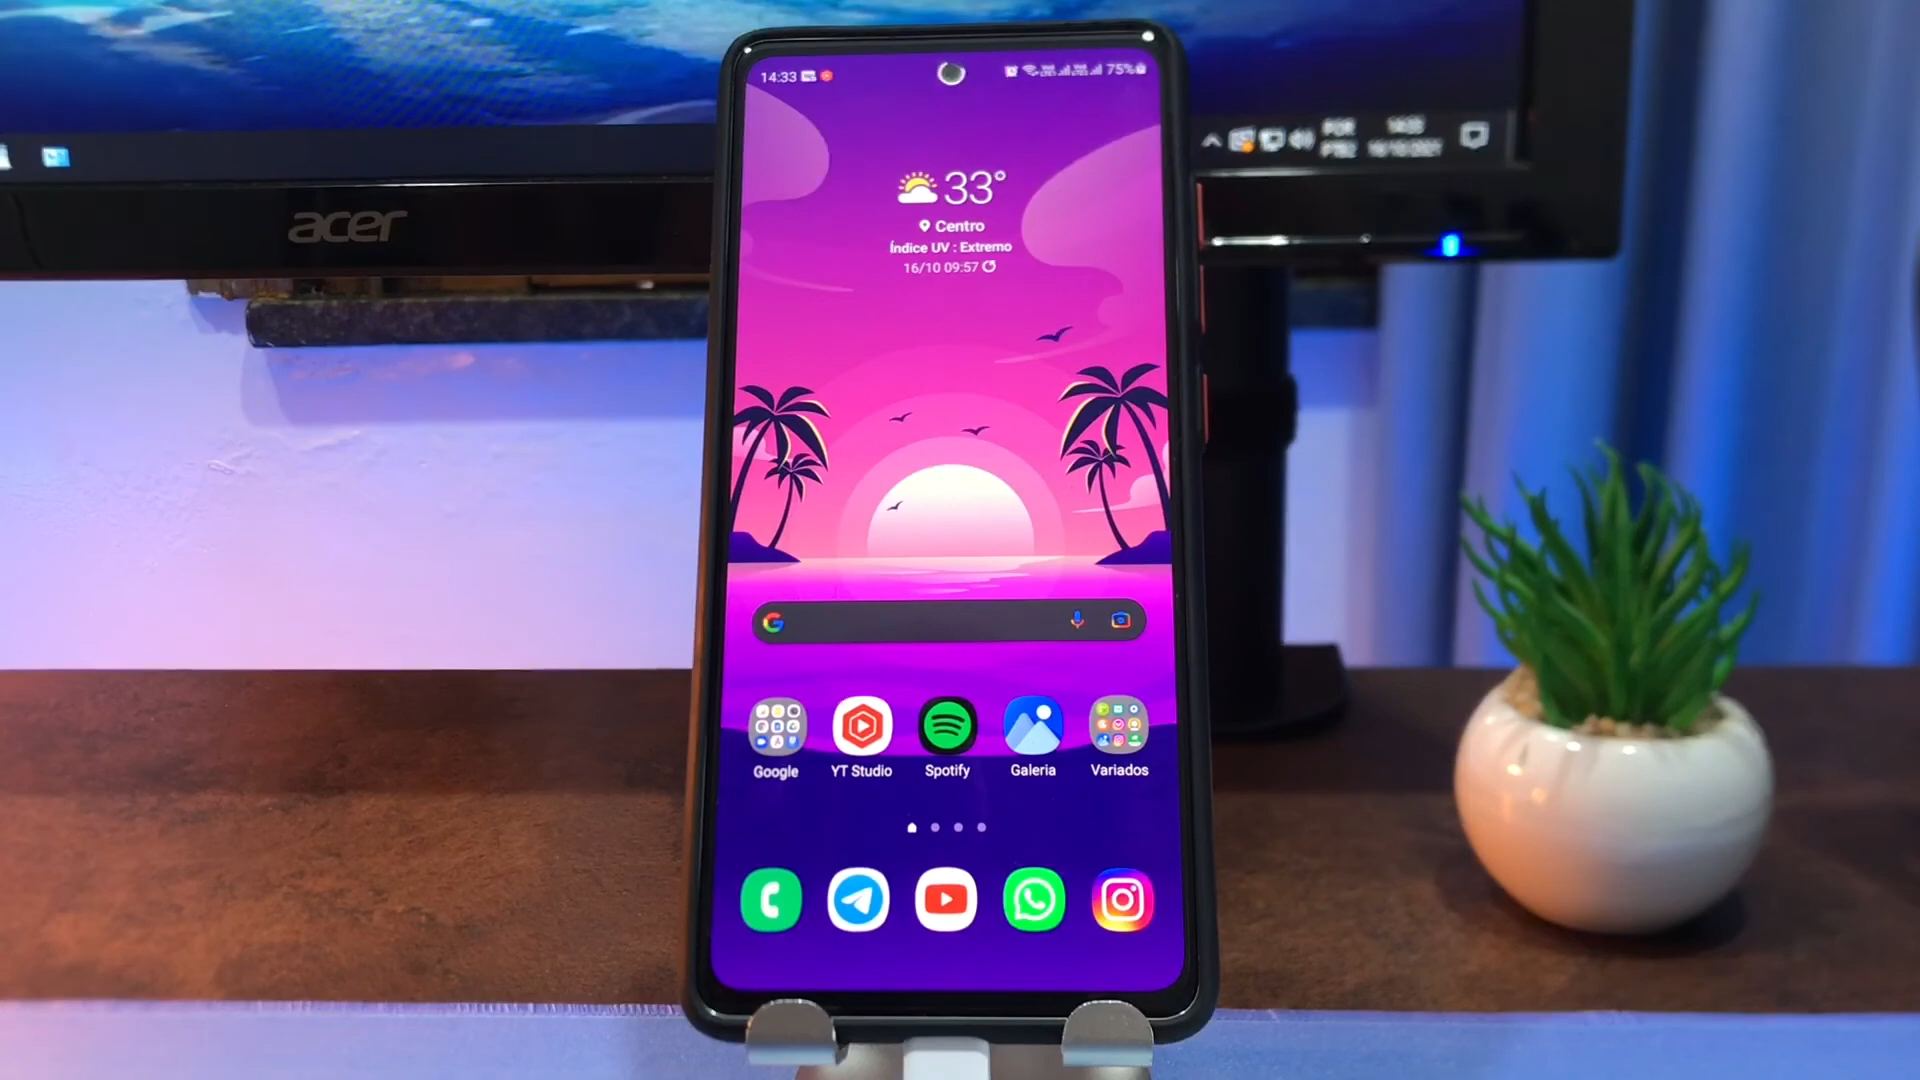 14:33
75%
acer
33°
Centro
Índice UV : Extremo
16/10 09:57
Google
YT Studio
Spotify
Galeria
Variados